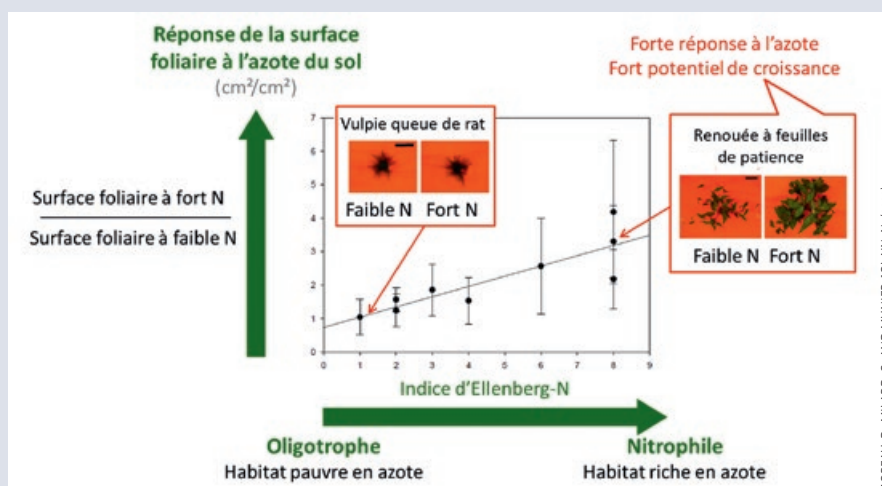 Réponse de la surface
foliaire à l'azote du sol
(cm²/cm²)
Forte réponse à l'azote
Fort potentiel de croissance
Surface foliaire à fort N
Surface foliaire à faible N
7
6
5
4
3
2
1
0
Vulpie queue de rat
Faible N Fort N
Renouée à feuilles
de patience
Faible N Fort N
0 1 2 3 4 5 6 7 8 9
Indice d'Ellenberg-N
Oligotrophe
Habitat pauvre en azote
Nitrophile
Habitat riche en azote